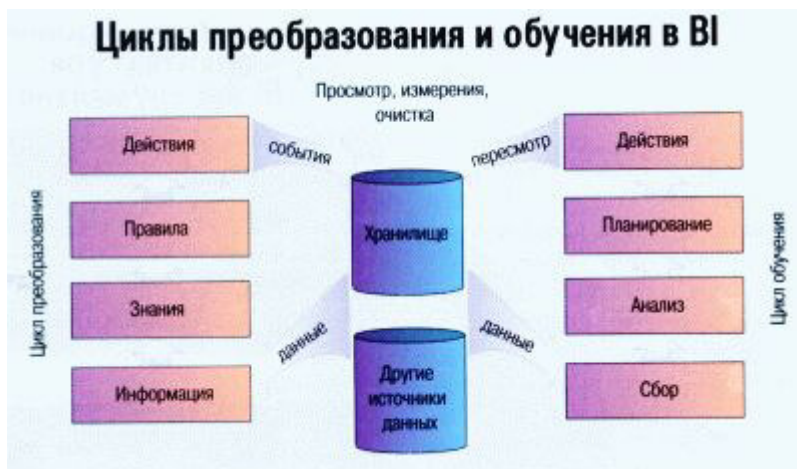 Циклы преобразования и обучения в BI
Просмотр, измерения,
очистка
Действия
события
пересмотр
Действия
Цикл преобразования
Правила
Хранилище
Планирование
Цикл обучения
Знания
Анализ
данные
данные
Информация
Другие
источники
данных
Сбор